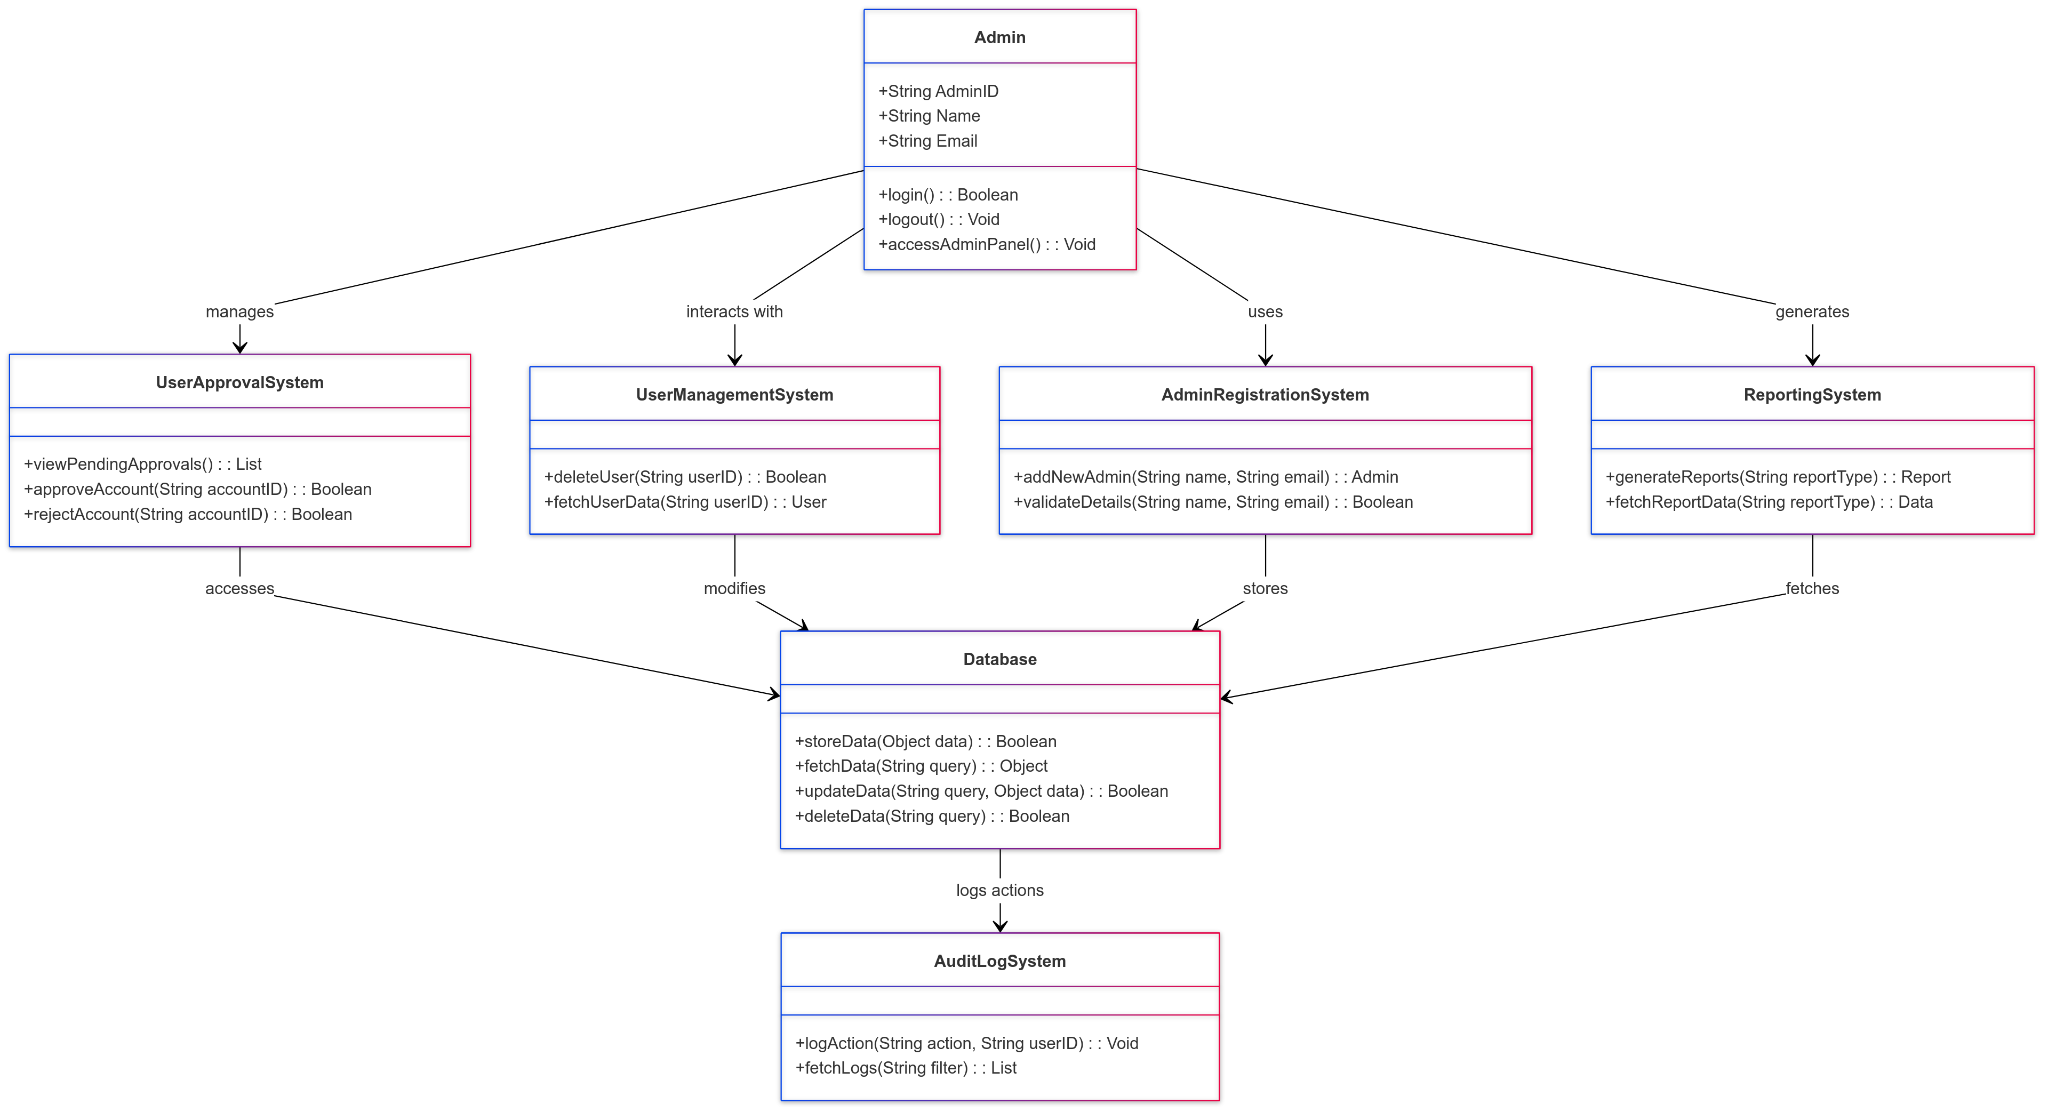 Admin
+String AdminID
+String Name
+String Email
+login() : : Boolean
+logout() : : Void
+accessAdminPanel() : : Void
manages
interacts with
uses
generates
UserApprovalSystem
+viewPendingApprovals() : : List
+approveAccount(String accountID) : : Boolean
+rejectAccount(String accountID) : : Boolean
UserManagementSystem
+deleteUser(String userID) : : Boolean
+fetchUserData(String userID) : : User
AdminRegistrationSystem
+addNewAdmin(String name, String email) : : Admin
+validateDetails(String name, String email) : : Boolean
ReportingSystem
+generateReports(String reportType) : : Report
+fetchReportData(String reportType) : : Data
accesses
modifies
stores
fetches
Database
+storeData(Object data) : : Boolean
+fetchData(String query) : : Object
+updateData(String query, Object data) : : Boolean
+deleteData(String query) : : Boolean
logs actions
AuditLogSystem
+logAction(String action, String userID) : : Void
+fetchLogs(String filter) : : List